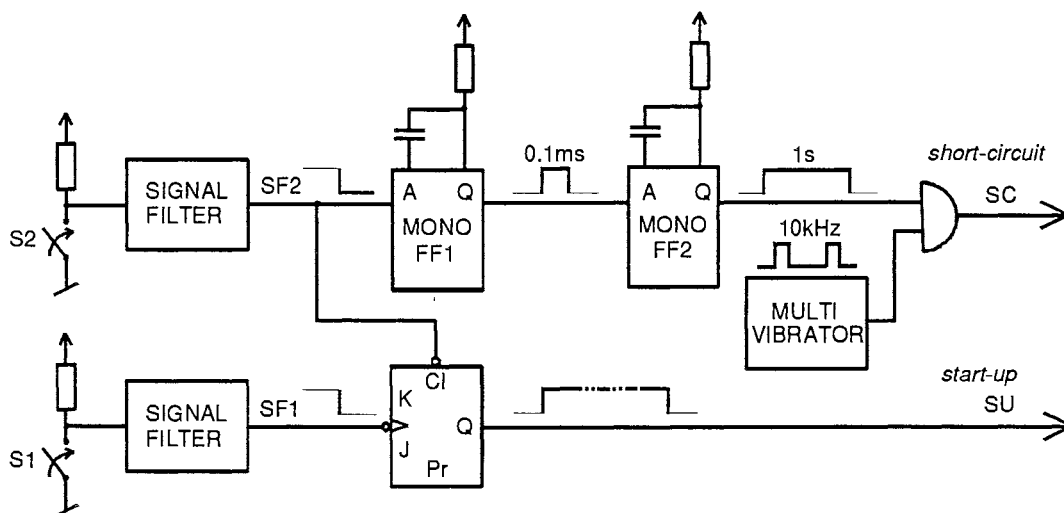 0.1ms
1s
short-circuit
SIGNAL
FILTER
SF2
A Q
MONO
FF1
A Q
MONO
FF2
SC
S2
10kHz
MULTI
VIBRATOR
SIGNAL
FILTER
SF1
Cl
K
J
Q
Pr
start-up
SU
S1